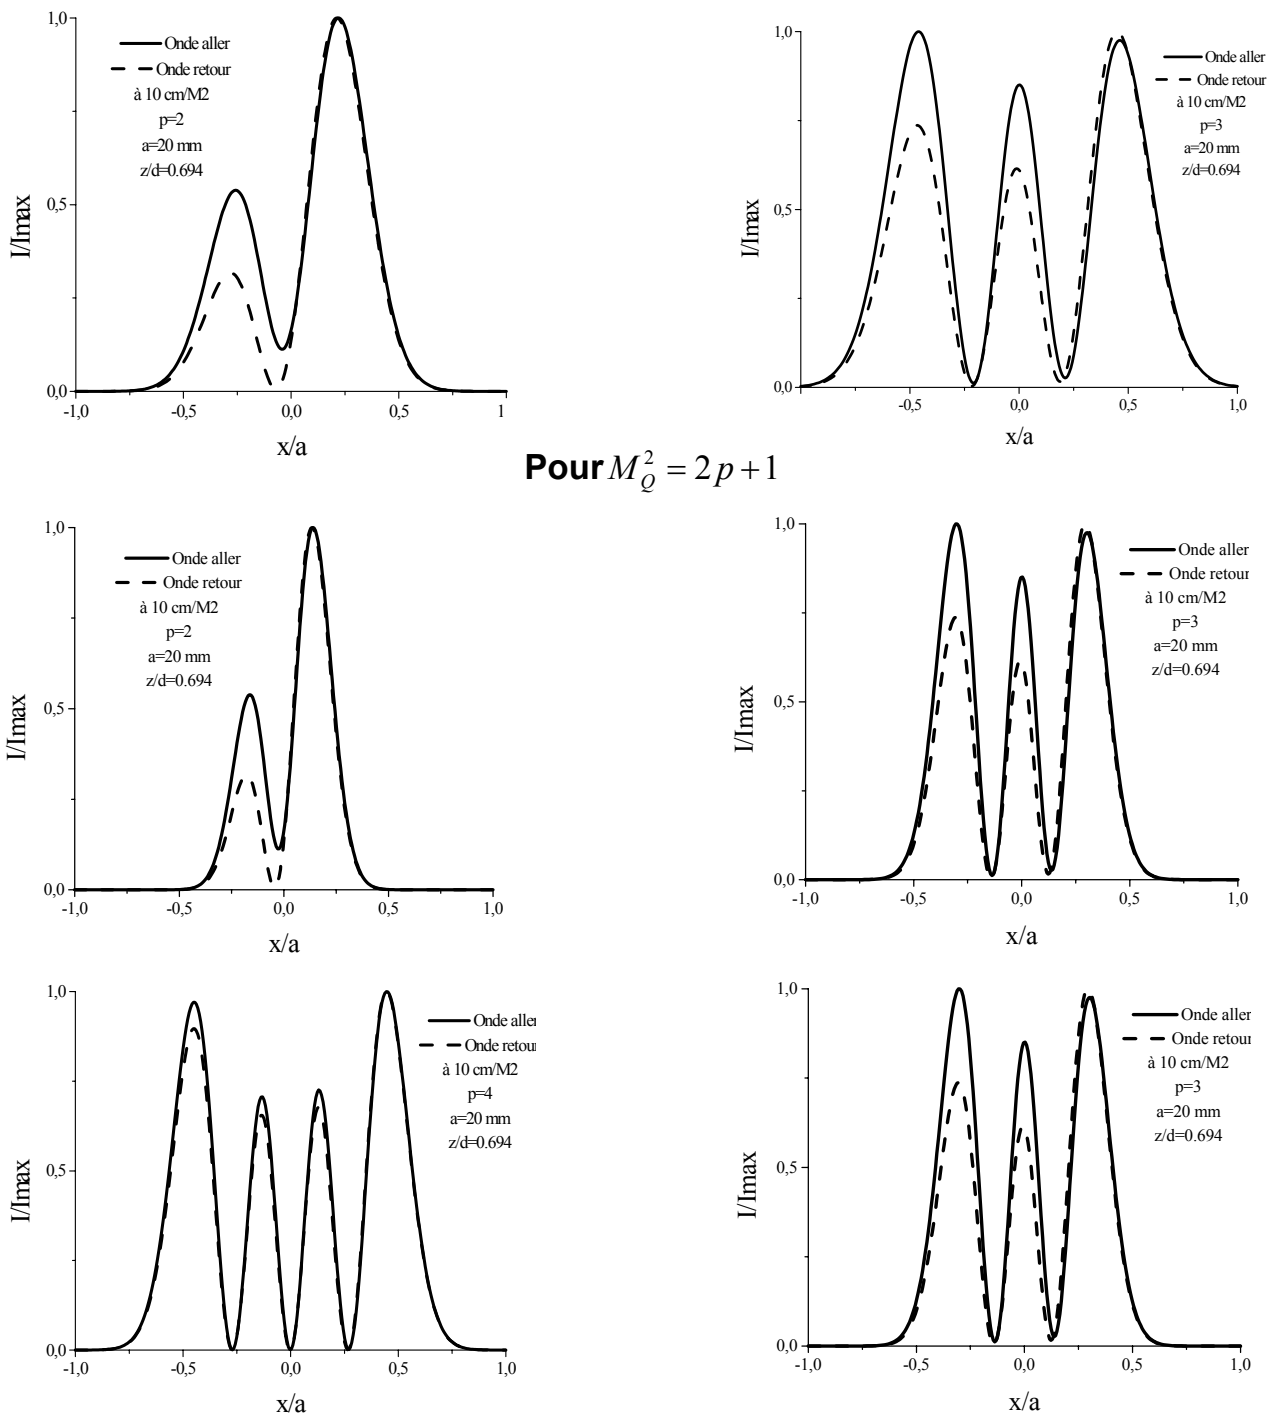 1,0
0,5
0,0
I/Imax
Onde aller
Onde retour
à 10 cm/M2
p=2
a=20 mm
z/d=0.694
-1,0 -0,5 0,0 0,5 1
x/a
1,0
0,5
0,0
I/Imax
Onde aller
Onde retour
à 10 cm/M2
p=3
a=20 mm
z/d=0.694
-0,5 0,0 0,5 1,0
x/a
Pour M_Q^2 = 2p+1
1,0
0,5
0,0
I/Imax
Onde aller
Onde retour
à 10 cm/M2
p=2
a=20 mm
z/d=0.694
-1,0 -0,5 0,0 0,5 1,0
x/a
1,0
0,5
0,0
I/Imax
Onde aller
Onde retour
à 10 cm/M2
p=3
a=20 mm
z/d=0.694
-1,0 -0,5 0,0 0,5 1,0
x/a
1,0
0,5
0,0
I/Imax
Onde aller
Onde retour
à 10 cm/M2
p=4
a=20 mm
z/d=0.694
-1,0 -0,5 0,0 0,5 1,0
x/a
1,0
0,5
0,0
I/Imax
Onde aller
Onde retour
à 10 cm/M2
p=3
a=20 mm
z/d=0.694
-1,0 -0,5 0,0 0,5 1,0
x/a